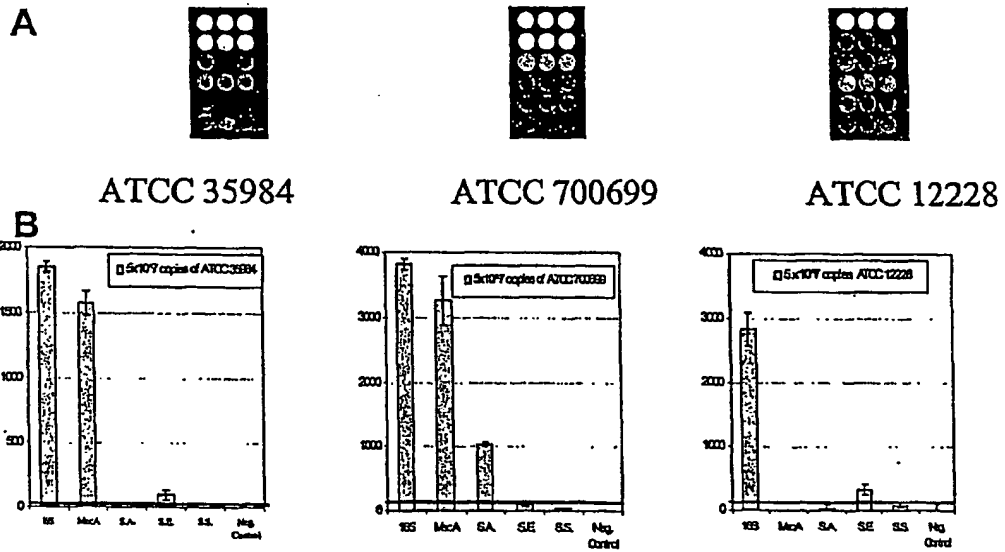 A
ATCC 35984
ATCC 700699
ATCC 12228
B
2000
1500
1000
500
0
5x10^7 copies of ATCC 35984
16S MecA S.A. S.E. S.S. Neg. Control
4000
3000
2000
1000
0
5x10^7 copies of ATCC 700699
16S MecA S.A. S.E. S.S. Neg. Control
4000
3000
2000
1000
0
5x10^7 copies ATCC 12228
16S MecA S.A. S.E. S.S. Neg. Control